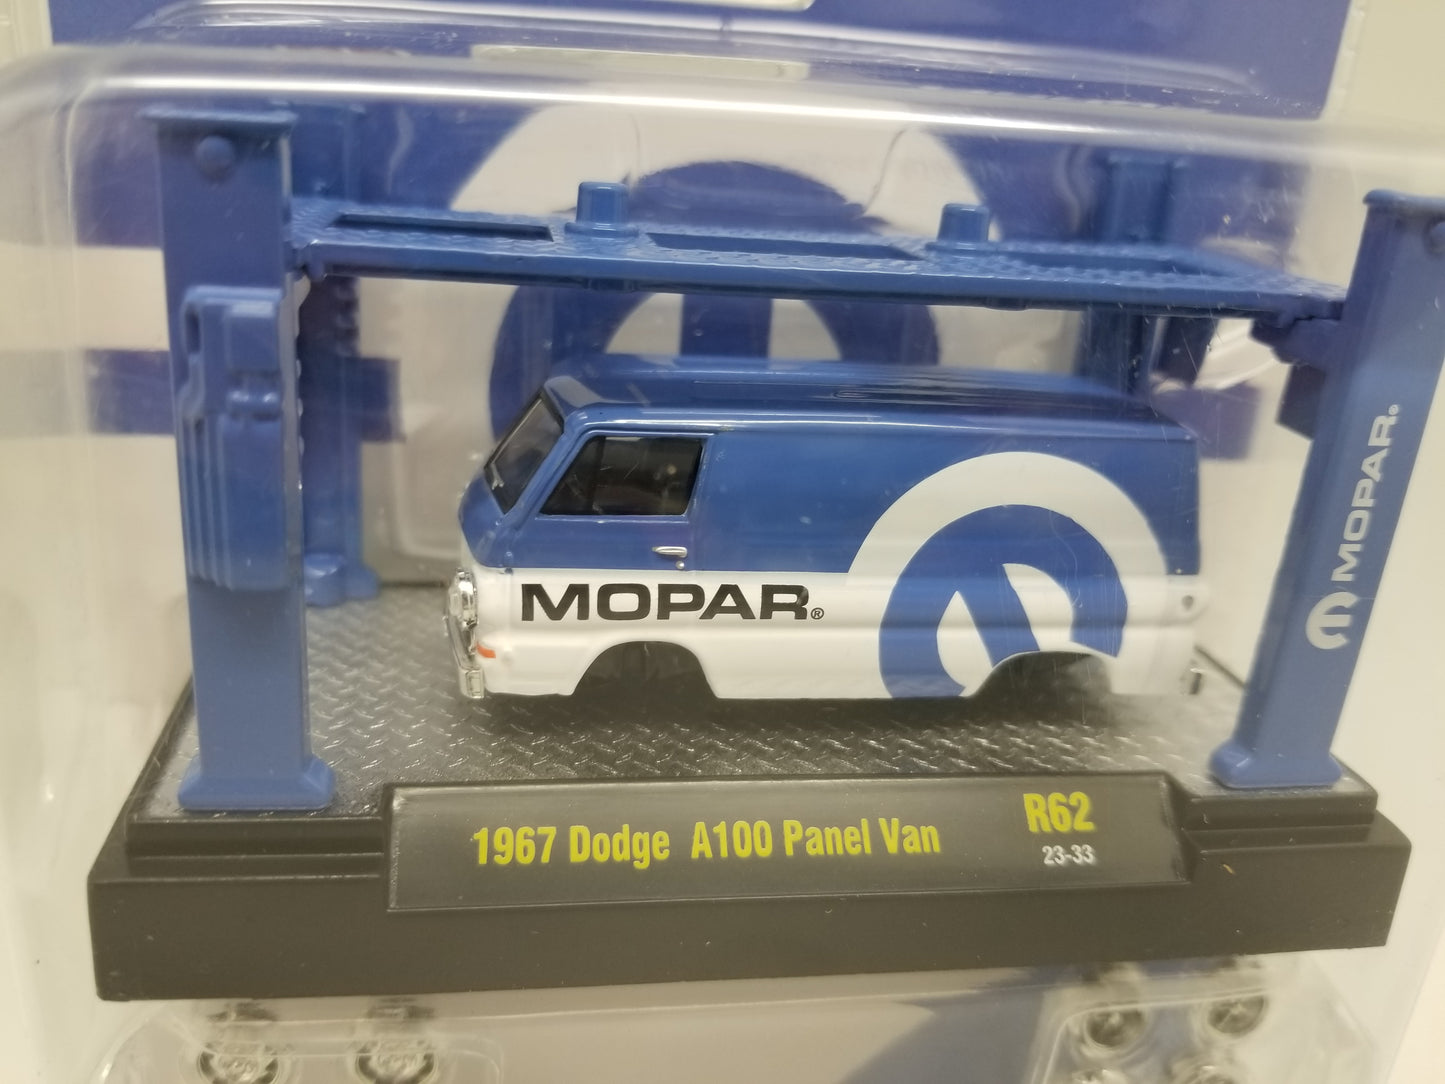 MOPAR®
MOPAR®
1967 Dodge A100 Panel Van
R62
23-33